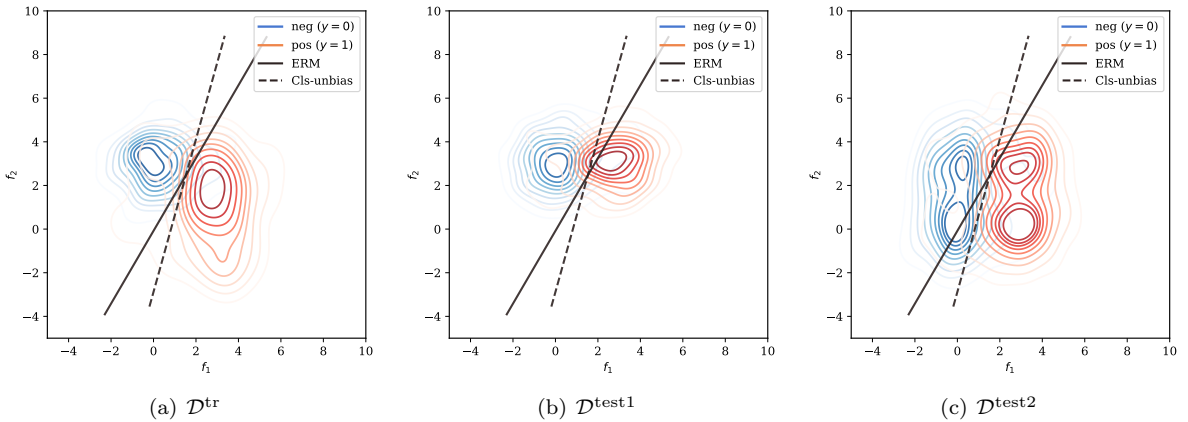 10
8
6
4
2
0
−2
−4
−4
−2
0
2
4
6
8
10
f₂
f₁
neg (y = 0)
pos (y = 1)
ERM
Cls-unbias
(a) 𝒟ᵗʳ
10
8
6
4
2
0
−2
−4
−4
−2
0
2
4
6
8
10
f₂
f₁
neg (y = 0)
pos (y = 1)
ERM
Cls-unbias
(b) 𝒟ᵗᵉˢᵗ¹
10
8
6
4
2
0
−2
−4
−4
−2
0
2
4
6
8
10
f₂
f₁
neg (y = 0)
pos (y = 1)
ERM
Cls-unbias
(c) 𝒟ᵗᵉˢᵗ²